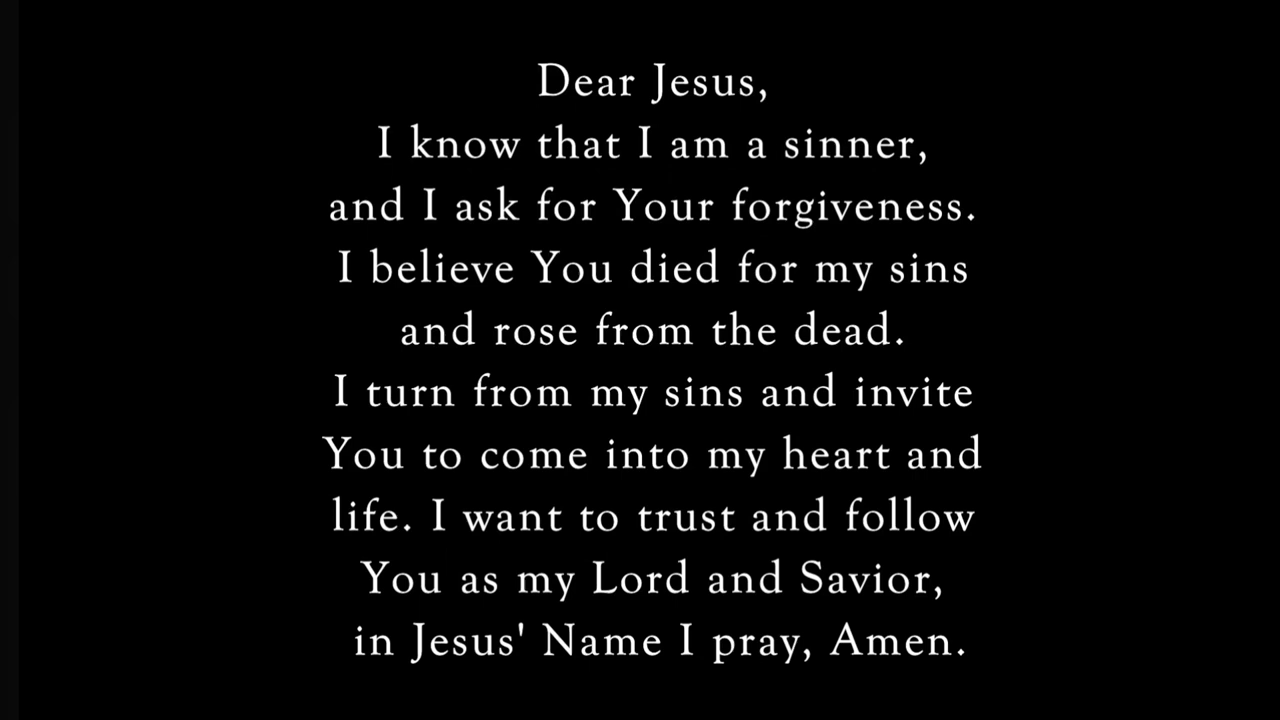 Dear Jesus,
I know that I am a sinner,
and I ask for Your forgiveness.
I believe You died for my sins
and rose from the dead.
I turn from my sins and invite
You to come into my heart and
life. I want to trust and follow
You as my Lord and Savior,
in Jesus' Name I pray, Amen.